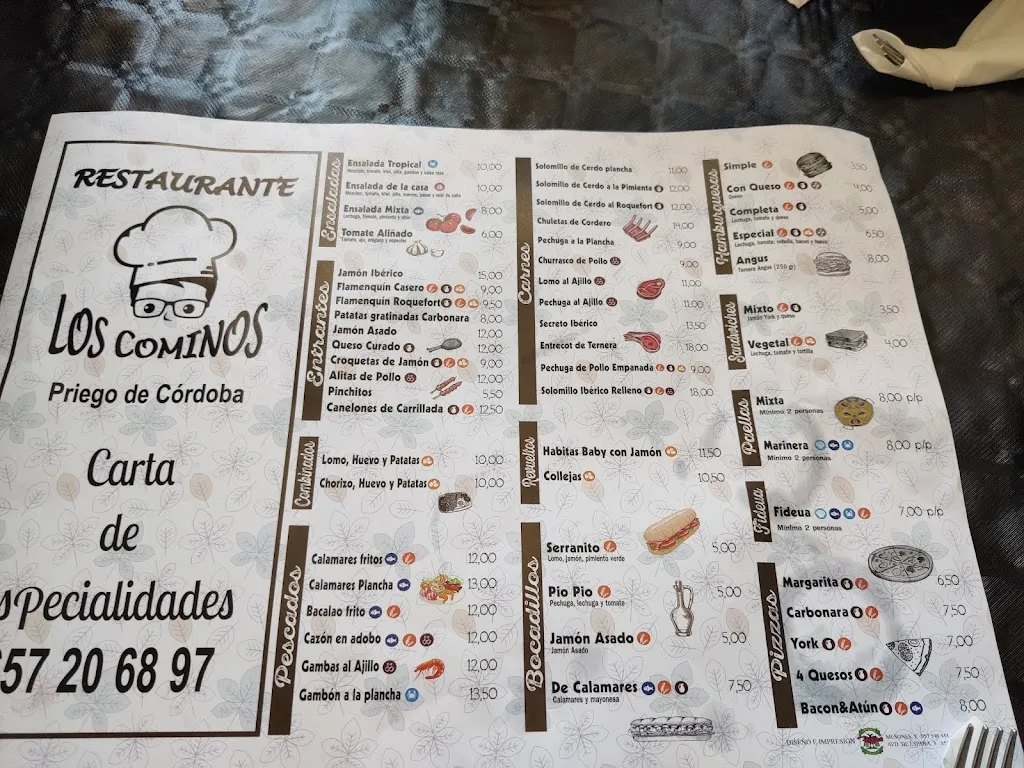 RESTAURANTE
LOS COMINOS
Priego de Córdoba
Carta
de
specialidades
57 20 68 97
Ensaladas
Ensalada Tropical 10,00
Ensalada de la casa 10,00
Ensalada Mixta 8,00
Lechuga, tomate, pimiento y atún
Tomate Aliñado 6,00
Tomate, ajo, orégano y especias
Entrantes
Jamón Ibérico 15,00
Flamenquín Casero 9,00
Flamenquín Roquefort 9,50
Patatas gratinadas Carbonara 8,00
Jamón Asado 12,00
Queso Curado 12,00
Croquetas de Jamón 9,00
Alitas de Pollo 12,00
Pinchitos 5,50
Canelones de Carrillada 12,50
Combinados
Lomo, Huevo y Patatas 10,00
Chorizo, Huevo y Patatas 10,00
Pescados
Calamares fritos 12,00
Calamares Plancha 13,00
Bacalao frito 12,00
Cazón en adobo 12,00
Gambas al Ajillo 12,00
Gambón a la plancha 13,50
Carnes
Solomillo de Cerdo plancha 11,00
Solomillo de Cerdo a la Pimienta 12,00
Solomillo de Cerdo al Roquefort 12,00
Chuletas de Cordero 14,00
Pechuga a la Plancha 9,00
Churrasco de Pollo 9,00
Lomo al Ajillo 11,00
Pechuga al Ajillo 11,00
Secreto Ibérico 13,50
Entrecot de Ternera 18,00
Pechuga de Pollo Empanada 9,00
Solomillo Ibérico Relleno 18,00
Revueltos
Habitas Baby con Jamón 11,50
Collejas 10,50
Bocadillos
Serranito 5,00
Lomo, jamón, pimiento verde
Pio Pio 5,00
Pechuga, lechuga y tomate
Jamón Asado 5,00
Jamón Asado
De Calamares 7,50
Calamares y mayonesa
Hamburguesas
Simple 3,50
Con Queso 4,00
Queso
Completa 5,00
Lechuga, tomate y queso
Especial 6,50
Lechuga, tomate, cebolla, bacon y huevo
Angus 8,00
Ternera Angus (250 g)
Sandwiches
Mixto 3,50
Jamón York y queso
Vegetal 4,00
Lechuga, tomate y tortilla
Paellas
Mixta 8,00 p/p
Mínimo 2 personas
Marinera 8,00 p/p
Mínimo 2 personas
Fideua
Fideua 7,00 p/p
Mínimo 2 personas
Pizzas
Margarita 6,50
Carbonara 7,50
York 7,00
4 Quesos 7,50
Bacon&Atún 8,00
DISEÑO E IMPRESIÓN